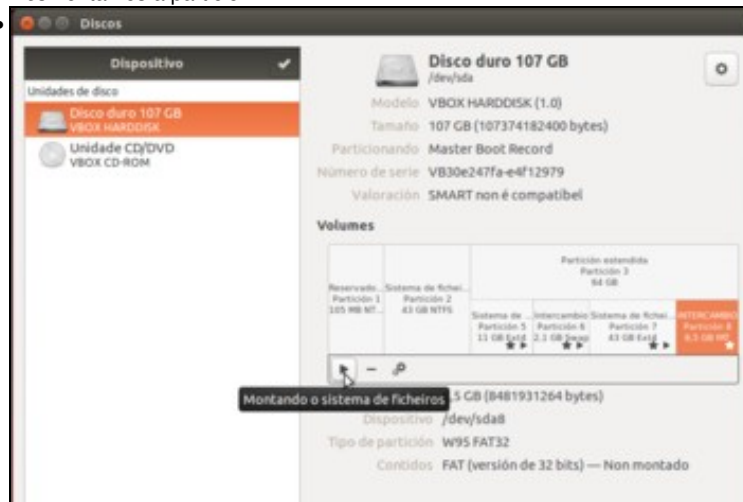 Discos
Dispositivo
Unidades de disco
Disco duro 107 GB
VBOX HARDDISK
Unidade CD/DVD
VBOX CD-ROM
Disco duro 107 GB
/dev/sda
Modelo VBOX HARDDISK (1.0)
Tamaño 107 GB (107374182400 bytes)
Particionando Master Boot Record
Número de serie VB30e247fa-e4f12979
Valoración SMART non é compatibel
Volumes
Partición estendida
Partición 3
64 GB
Reservado...
Partición 1
105 MB NT...
Sistema de fichei...
Partición 2
43 GB NTFS
Sistema de ...
Partición 5
11 GB Ext4
Intercambio
Partición 6
2,1 GB Swap
Sistema de fichei...
Partición 7
43 GB Ext4
INTERCAMBIO
Partición 8
8,5 GB
Montando o sistema de ficheiros
,5 GB (8481931264 bytes)
Dispositivo /dev/sda8
Tipo de partición W95 FAT32
Contidos FAT (versión de 32 bits) — Non montado